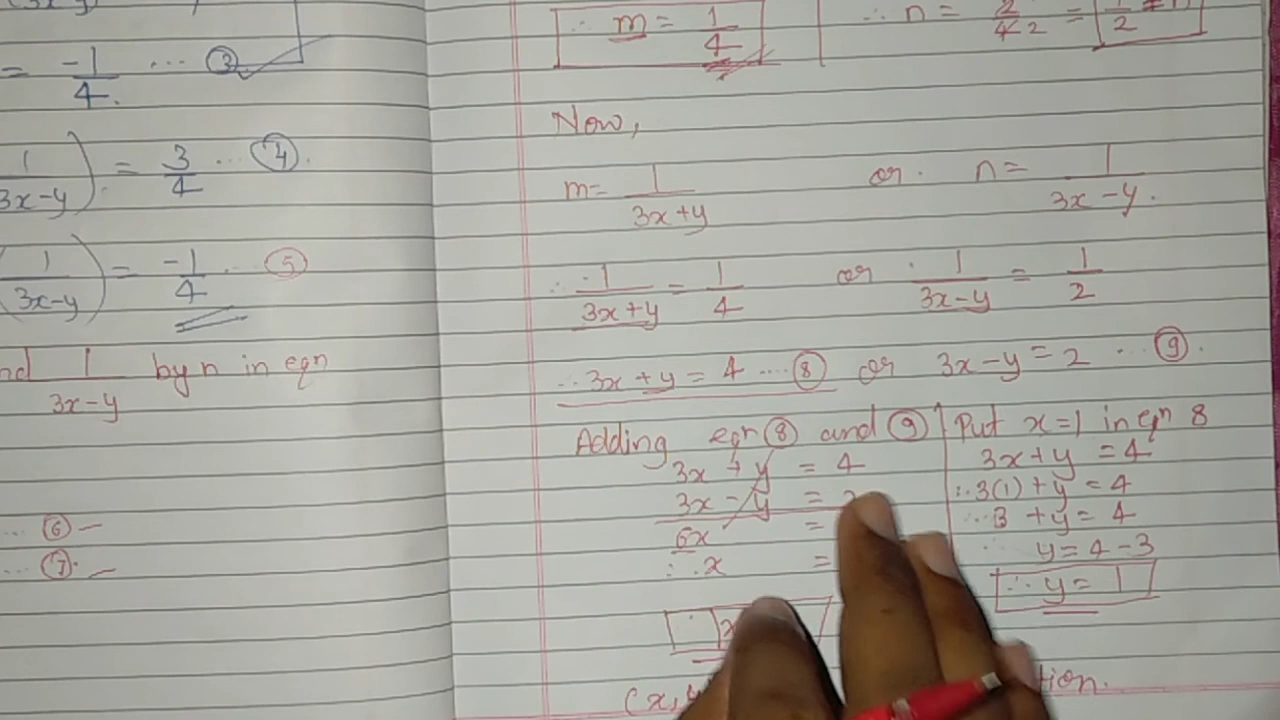 = -1/4. ... ③
1/(3x-y) = 3/4 ... ④.
(1/(3x-y)) = -1/4 ... ⑤
1/(3x-y) by n in eqn
... ⑥ -
... ⑦. -
∴ m = 1/4 ∴ n = 2/4 2 = 1/2
Now,
m= 1/(3x+y) or. n= 1/(3x-y).
∴ 1/(3x+y) = 1/4 or 1/(3x-y) = 1/2
∴ 3x+y = 4 .... ⑧ or 3x-y = 2 ... ⑨.
Adding eqn ⑧ and ⑨
3x + y = 4
3x - y =
6x =
∴ x =
Put x=1 in eqn 8
3x+y = 4
∴ 3(1)+y = 4
∴ 3 +y = 4
y = 4-3
∴ y = 1
(x,